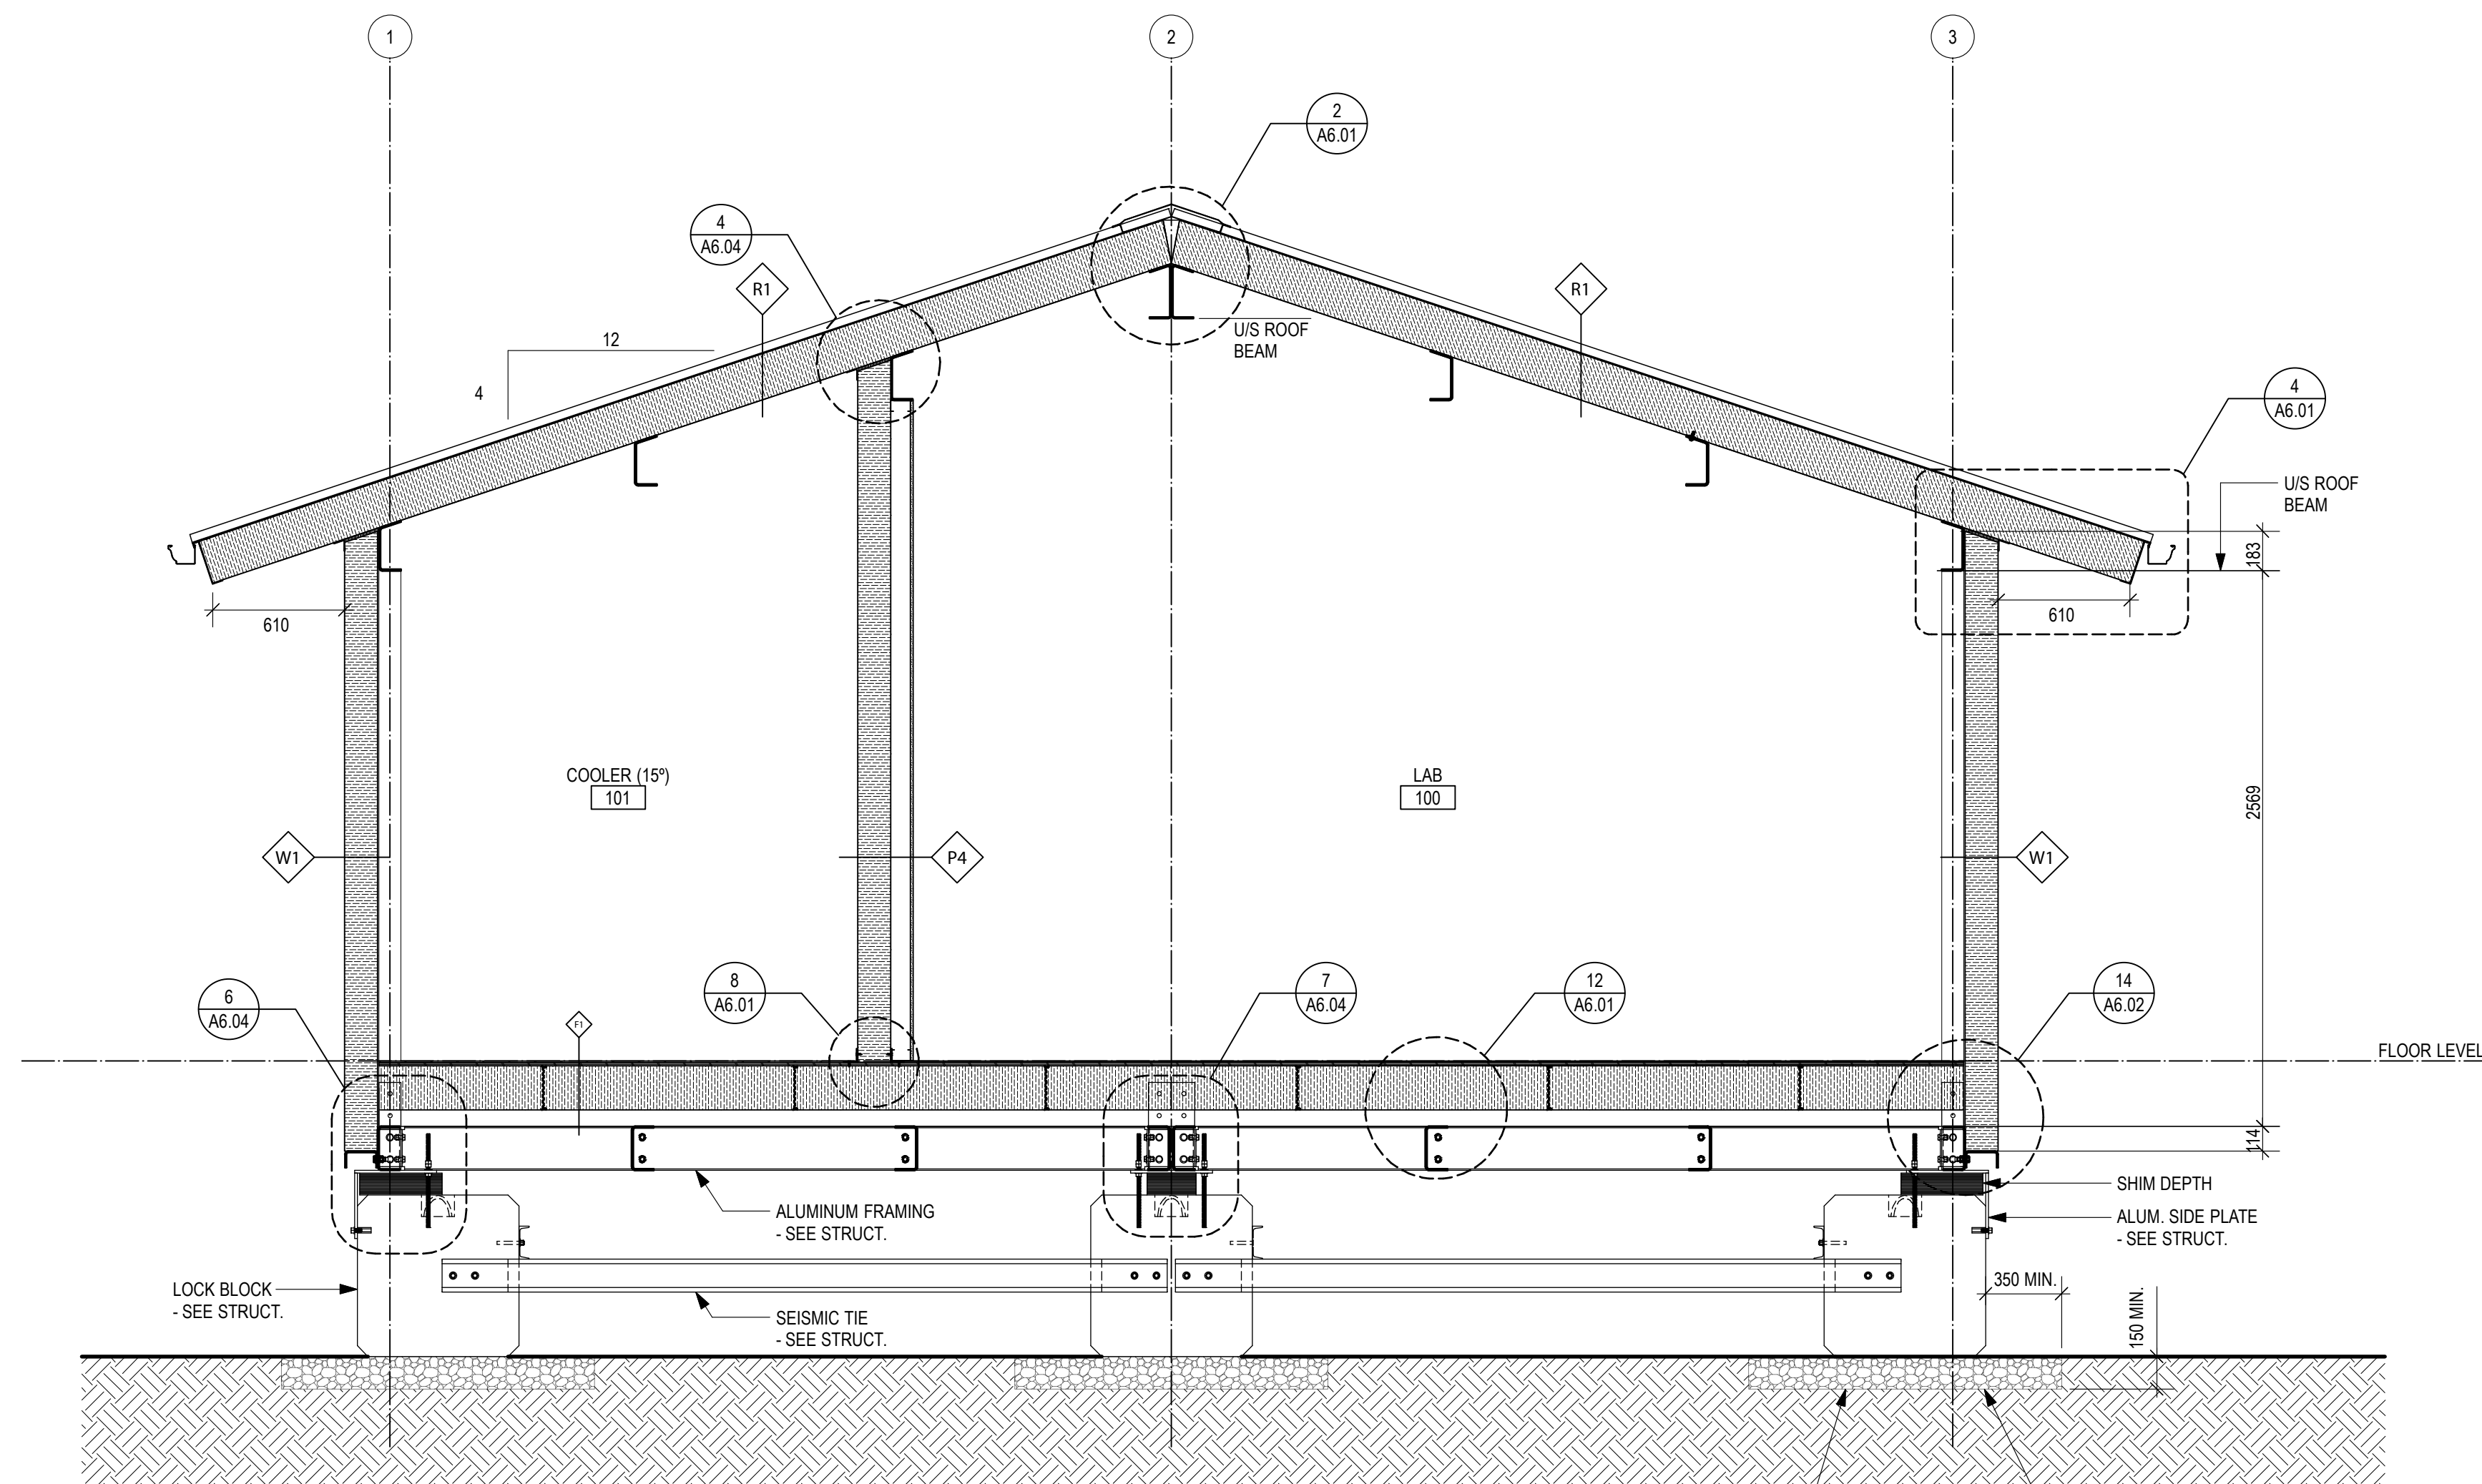 1
2
3
2
A6.01
4
A6.04
R1
R1
12
4
U/S ROOF
BEAM
4
A6.01
U/S ROOF
BEAM
183
610
610
COOLER (15º)
101
LAB
100
2569
W1
P4
W1
6
A6.04
F1
8
A6.01
7
A6.04
12
A6.01
14
A6.02
FLOOR LEVEL
114
SHIM DEPTH
ALUMINUM FRAMING
- SEE STRUCT.
ALUM. SIDE PLATE
- SEE STRUCT.
LOCK BLOCK
- SEE STRUCT.
SEISMIC TIE
- SEE STRUCT.
350 MIN.
150 MIN.